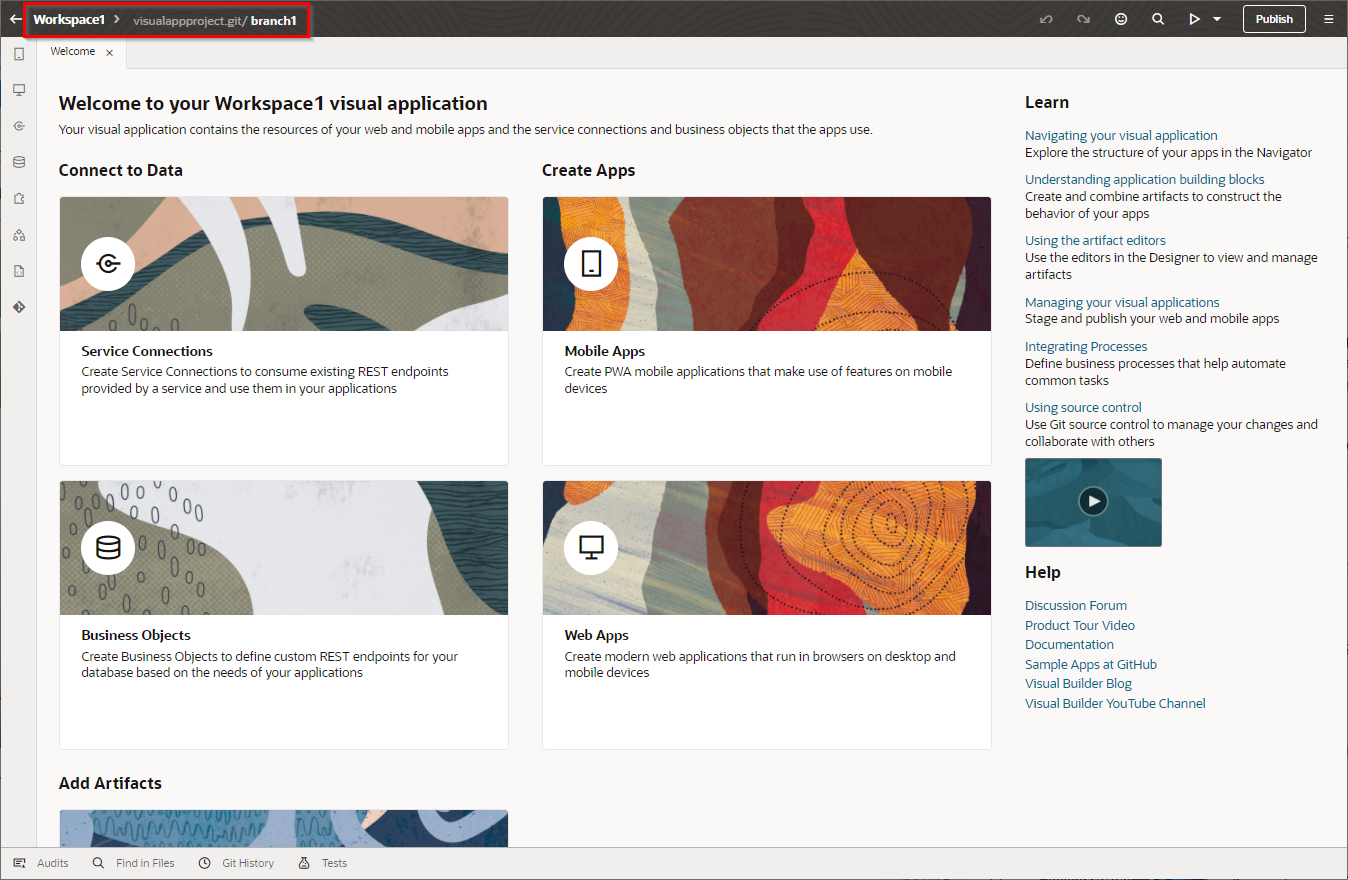 Workspace1 > visualappproject.git/ branch1
Publish
Welcome ×
Welcome to your Workspace1 visual application
Your visual application contains the resources of your web and mobile apps and the service connections and business objects that the apps use.
Connect to Data
Service Connections
Create Service Connections to consume existing REST endpoints
provided by a service and use them in your applications
Business Objects
Create Business Objects to define custom REST endpoints for your
database based on the needs of your applications
Create Apps
Mobile Apps
Create PWA mobile applications that make use of features on mobile
devices
Web Apps
Create modern web applications that run in browsers on desktop and
mobile devices
Add Artifacts
Learn
Navigating your visual application
Explore the structure of your apps in the Navigator
Understanding application building blocks
Create and combine artifacts to construct the
behavior of your apps
Using the artifact editors
Use the editors in the Designer to view and manage
artifacts
Managing your visual applications
Stage and publish your web and mobile apps
Integrating Processes
Define business processes that help automate
common tasks
Using source control
Use Git source control to manage your changes and
collaborate with others
Help
Discussion Forum
Product Tour Video
Documentation
Sample Apps at GitHub
Visual Builder Blog
Visual Builder YouTube Channel
Audits
Find in Files
Git History
Tests